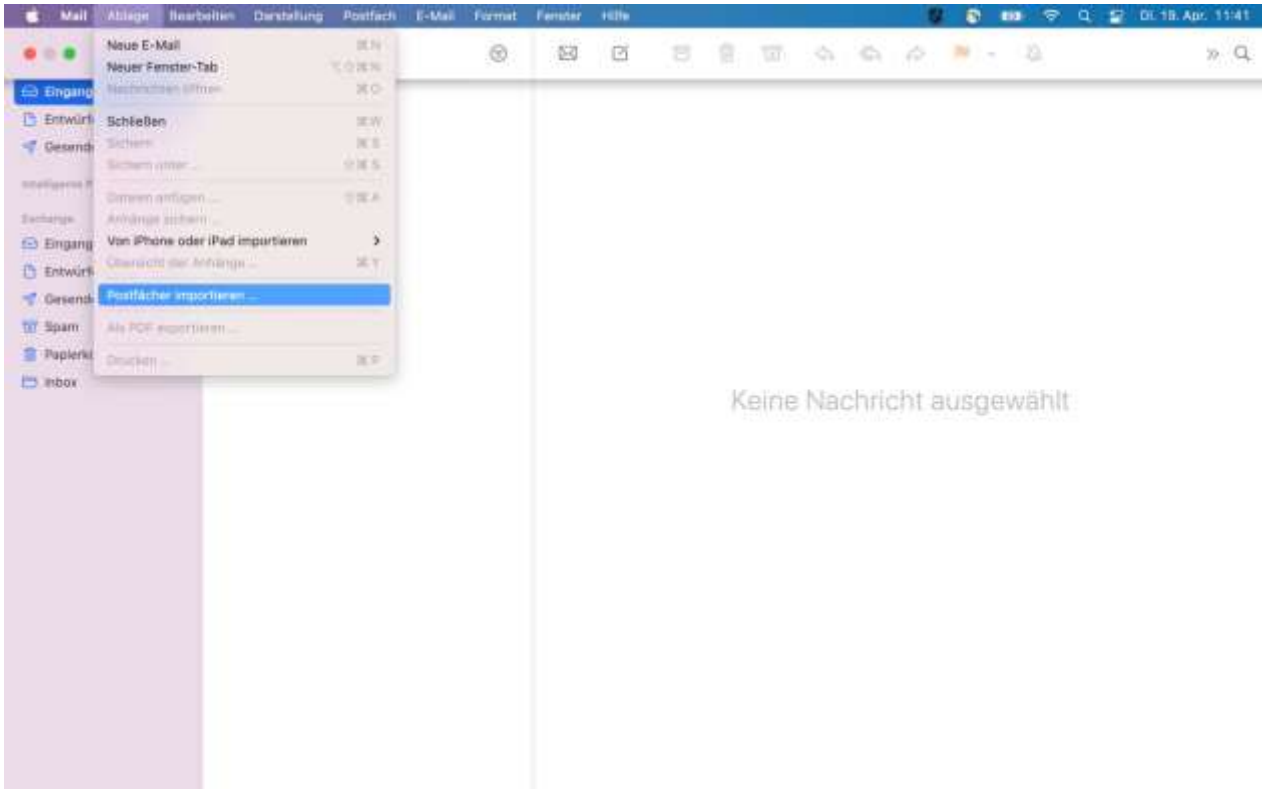 Mail Ablage Bearbeiten Darstellung Postfach E-Mail Format Fenster Hilfe Di. 19. Apr. 11:41
Neue E-Mail ⌘N
Neuer Fenster-Tab ⌥⇧⌘N
Nachrichten öffnen ⌘O
Schließen ⌘W
Sichern ⌘S
Sichern unter ... ⇧⌘S
Dateien anfügen ... ⇧⌘A
Anhänge sichern ...
Von iPhone oder iPad importieren
Übersicht der Anhänge ... ⌘Y
Postfächer importieren ...
Als PDF exportieren ...
Drucken ... ⌘P
Eingang
Entwürf
Gesend
Exchange
Eingang
Entwürf
Gesend
Spam
Papierk
Inbox
Keine Nachricht ausgewählt